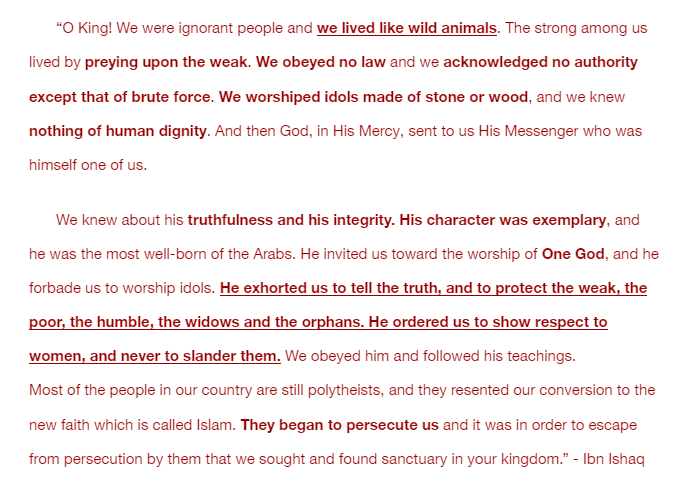 “O King! We were ignorant people and we lived like wild animals. The strong among us
lived by preying upon the weak. We obeyed no law and we acknowledged no authority
except that of brute force. We worshiped idols made of stone or wood, and we knew
nothing of human dignity. And then God, in His Mercy, sent to us His Messenger who was
himself one of us.
We knew about his truthfulness and his integrity. His character was exemplary, and
he was the most well-born of the Arabs. He invited us toward the worship of One God, and he
forbade us to worship idols. He exhorted us to tell the truth, and to protect the weak, the
poor, the humble, the widows and the orphans. He ordered us to show respect to
women, and never to slander them. We obeyed him and followed his teachings.
Most of the people in our country are still polytheists, and they resented our conversion to the
new faith which is called Islam. They began to persecute us and it was in order to escape
from persecution by them that we sought and found sanctuary in your kingdom.” - Ibn Ishaq